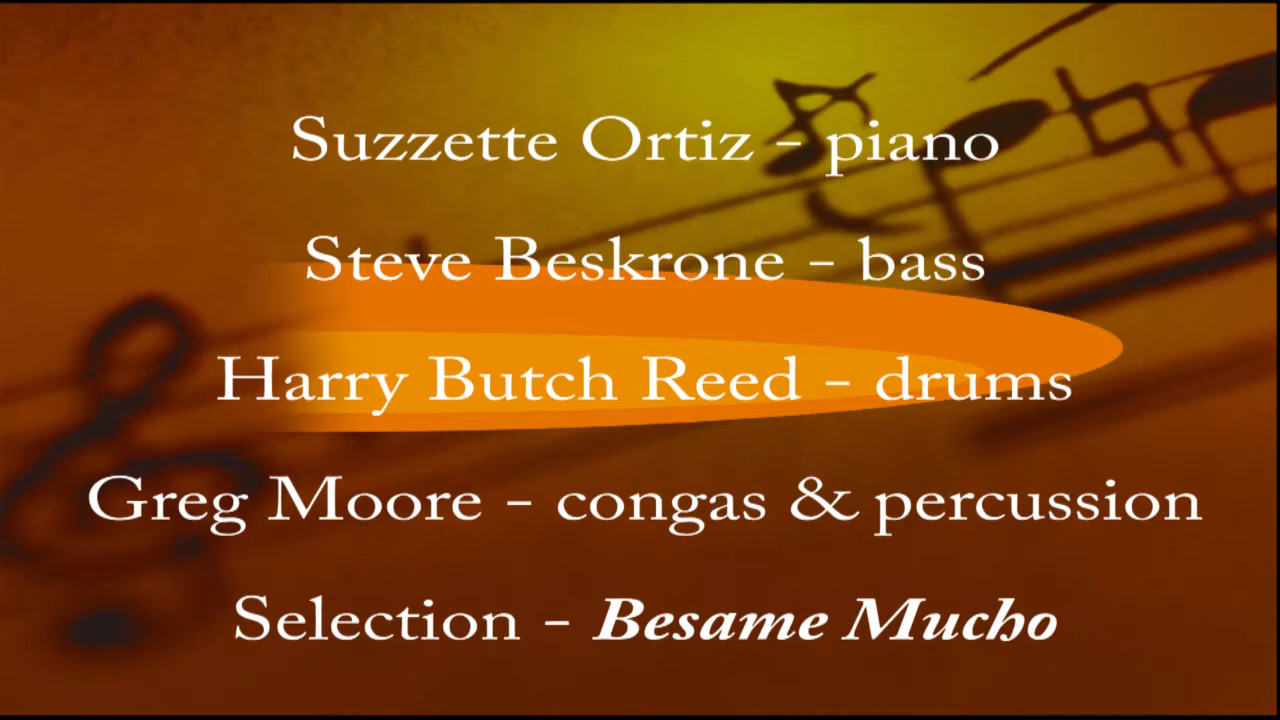 Suzzette Ortiz - piano
Steve Beskrone - bass
Harry Butch Reed - drums
Greg Moore - congas & percussion
Selection - Besame Mucho